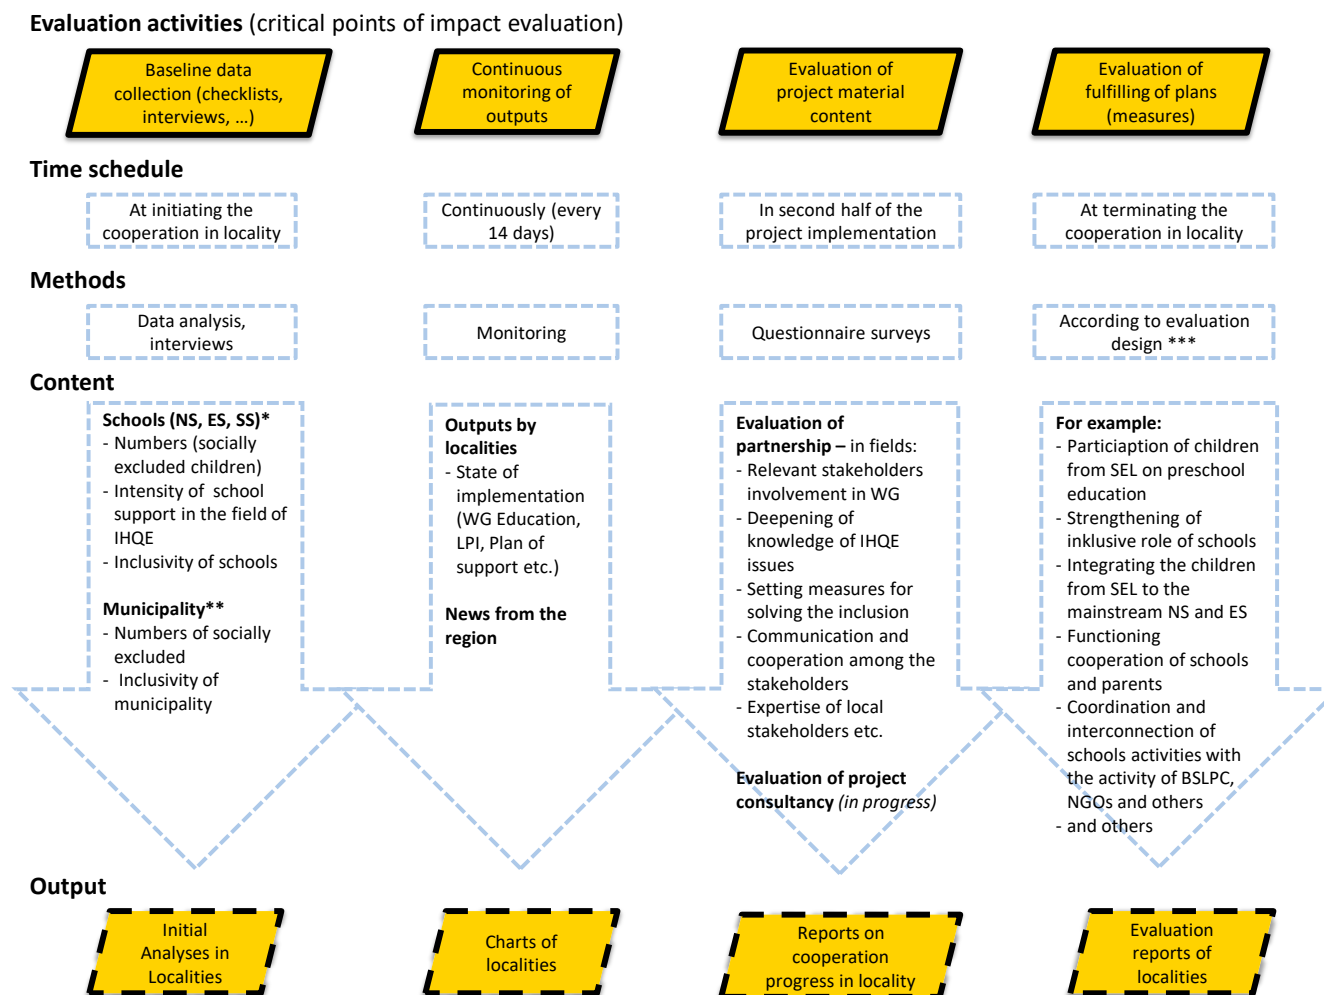 Evaluation activities (critical points of impact evaluation)
Baseline data
collection (checklists,
interviews, ...)
Continuous
monitoring of
outputs
Evaluation of
project material
content
Evaluation of
fulfilling of plans
(measures)
Time schedule
At initiating the
cooperation in locality
Continuously (every
14 days)
In second half of the
project implementation
At terminating the
cooperation in locality
Methods
Data analysis,
interviews
Monitoring
Questionnaire surveys
According to evaluation
design ***
Content
Schools (NS, ES, SS)*
- Numbers (socially
excluded children)
- Intensity of school
support in the field of
IHQE
- Inclusivity of schools
Municipality**
- Numbers of socially
excluded
- Inclusivity of
municipality
Outputs by
localities
- State of
implementation
(WG Education,
LPI, Plan of
support etc.)
News from the
region
Evaluation of
partnership – in fields:
- Relevant stakeholders
involvement in WG
- Deepening of
knowledge of IHQE
issues
- Setting measures for
solving the inclusion
- Communication and
cooperation among the
stakeholders
- Expertise of local
stakeholders etc.
Evaluation of project
consultancy (in progress)
For example:
- Particiaption of children
from SEL on preschool
education
- Strengthening of
inklusive role of schools
- Integrating the children
from SEL to the
mainstream NS and ES
- Functioning
cooperation of schools
and parents
- Coordination and
interconnection of
schools activities with
the activity of BSLPC,
NGOs and others
- and others
Output
Initial
Analyses in
Localities
Charts of
localities
Reports on
cooperation
progress in locality
Evaluation
reports of
localities